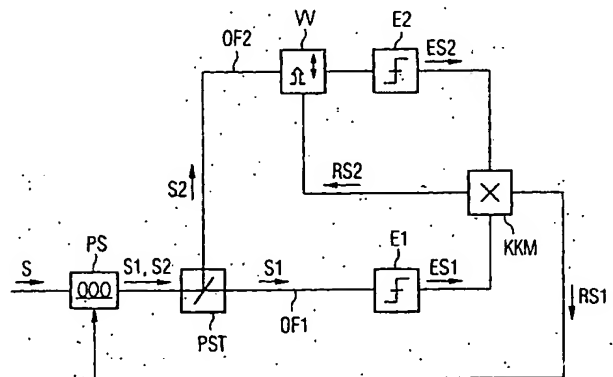 OF2
VV
E2
ES2
S2
RS2
KKM
S
PS
S1, S2
S1
E1
ES1
PST
OF1
RS1